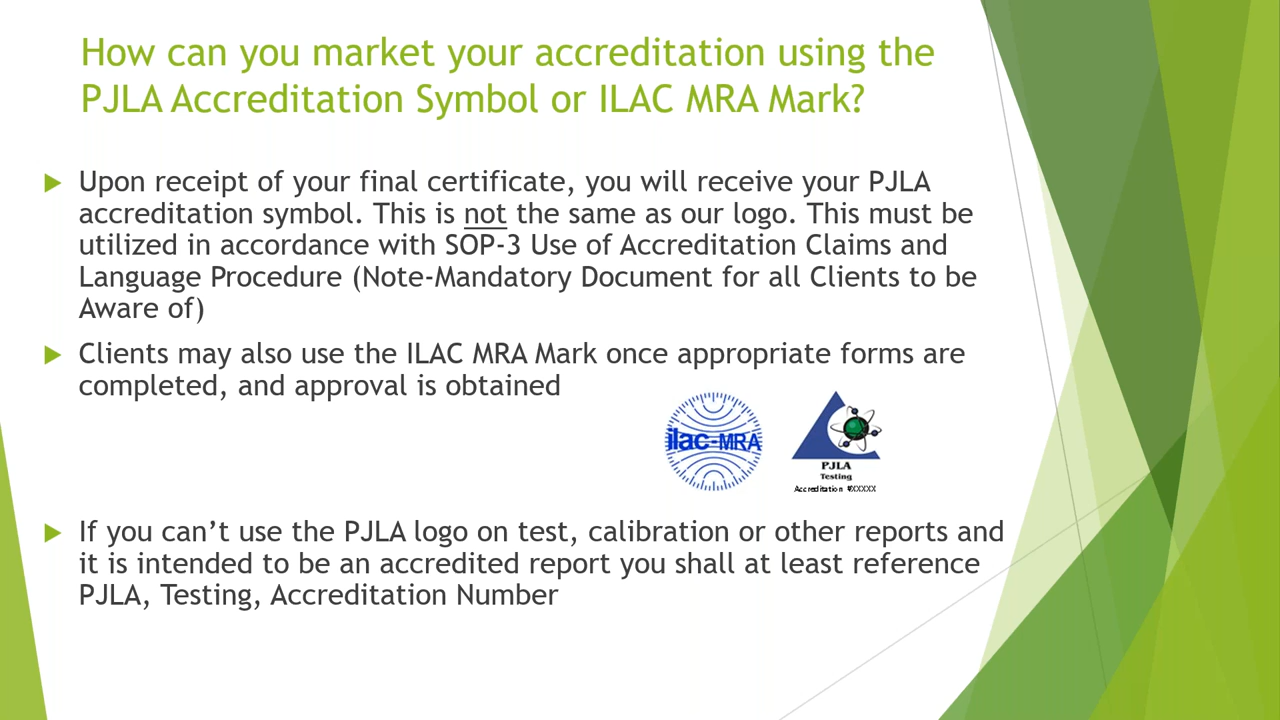 How can you market your accreditation using the
PJLA Accreditation Symbol or ILAC MRA Mark?
Upon receipt of your final certificate, you will receive your PJLA
accreditation symbol. This is not the same as our logo. This must be
utilized in accordance with SOP-3 Use of Accreditation Claims and
Language Procedure (Note-Mandatory Document for all Clients to be
Aware of)
Clients may also use the ILAC MRA Mark once appropriate forms are
completed, and approval is obtained
ilac-MRA
PJLA
Testing
Accreditation #XXXXX
If you can’t use the PJLA logo on test, calibration or other reports and
it is intended to be an accredited report you shall at least reference
PJLA, Testing, Accreditation Number